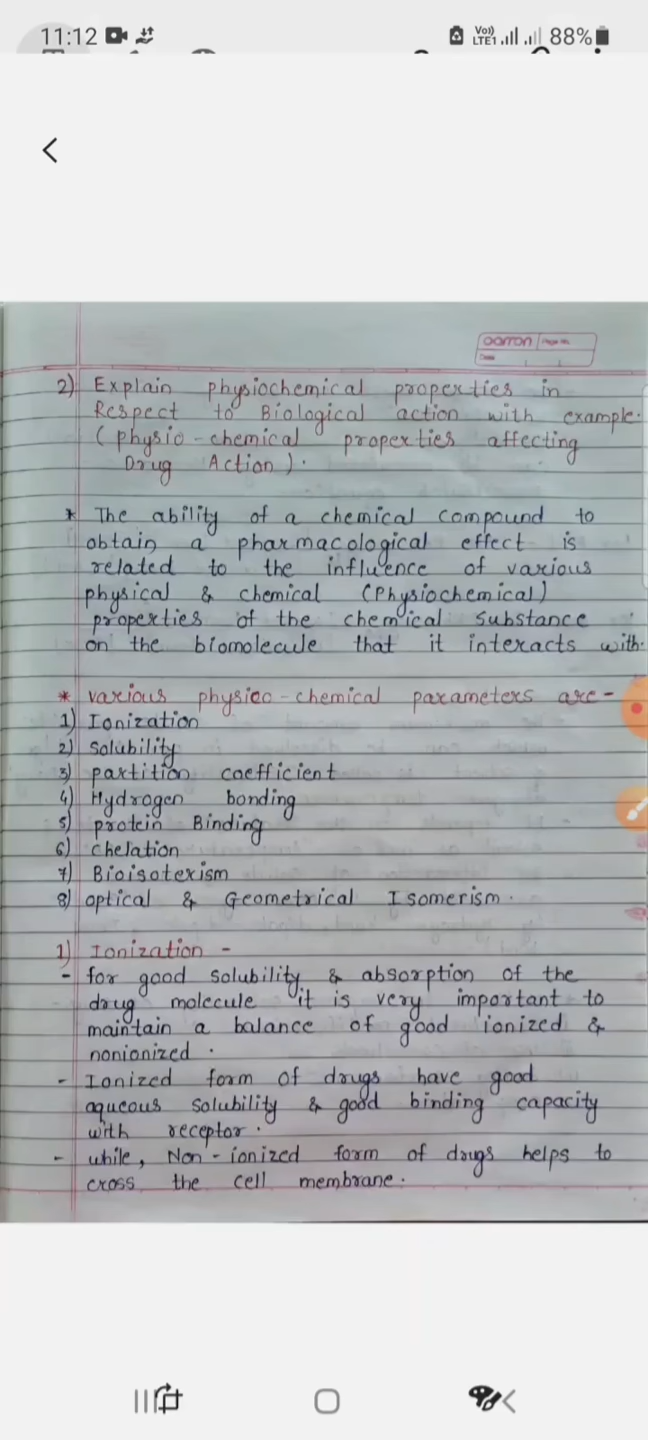 11:12
Vo)) LTE1
88%
2) Explain physiochemical properties in
Respect to Biological action with example.
(physio-chemical properties affecting
Drug Action).
* The ability of a chemical compound to
obtain a pharmacological effect is
related to the influence of various
physical & chemical (Physiochemical)
properties of the chemical substance
on the biomolecule that it interacts with.
* various physico-chemical parameters are-
1) Ionization
2) solubility
3) partition coefficient
4) Hydrogen bonding
5) protein Binding
6) chelation
7) Bioisoterism
8) optical & Geometrical Isomerism.
1) Ionization -
- for good solubility & absorption of the
drug molecule it is very important to
maintain a balance of good ionized &
nonionized.
- Ionized form of drugs have good
aqueous solubility & good binding capacity
with receptor.
- while, Non-ionized form of drugs helps to
cross the cell membrane.